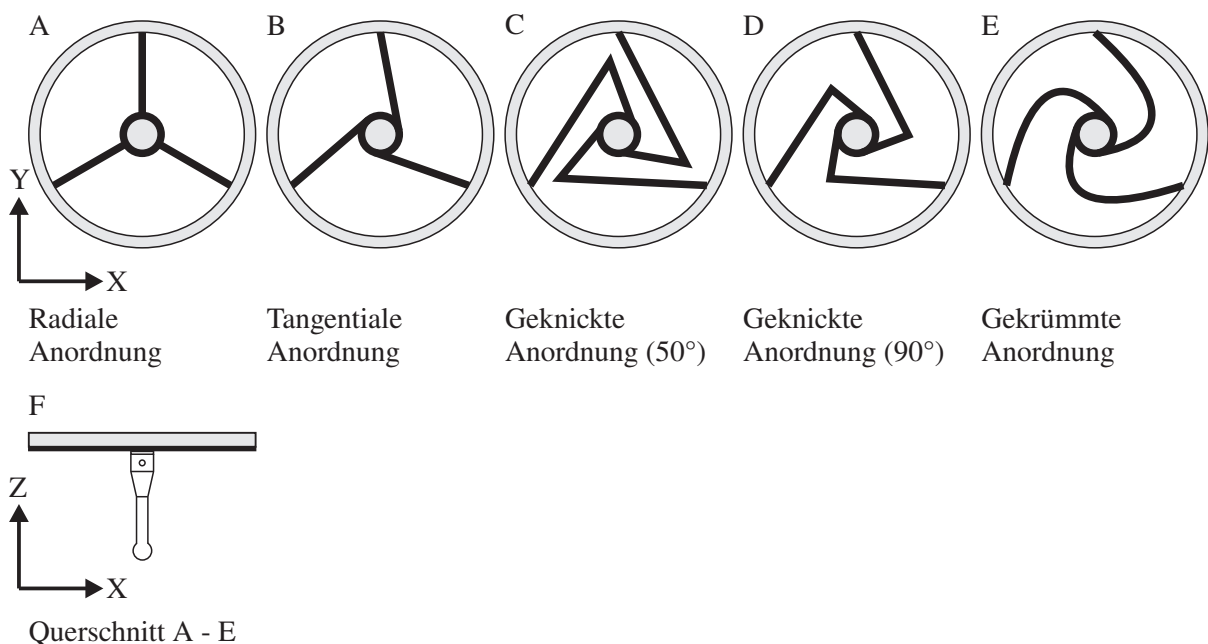 A B C D E
Y
X
Radiale Tangentiale Geknickte Geknickte Gekrümmte
Anordnung Anordnung Anordnung (50°) Anordnung (90°) Anordnung
F
Z
X
Querschnitt A - E